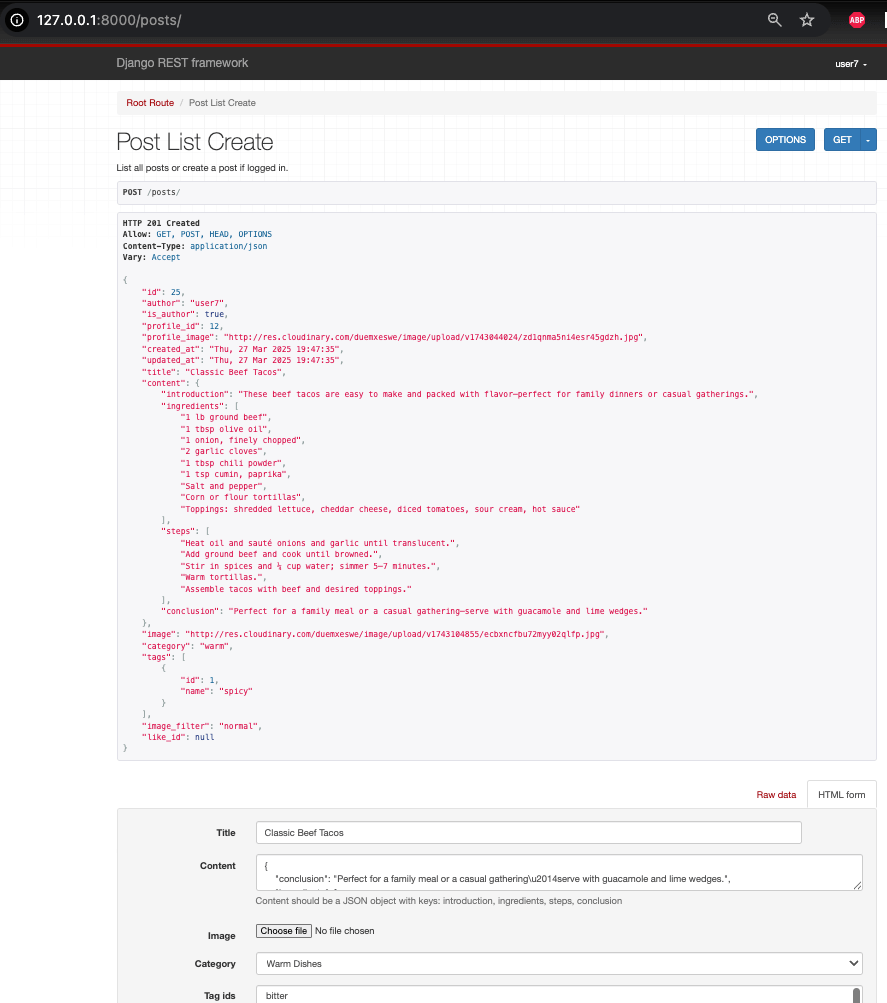 127.0.0.1:8000/posts/
ABP
Django REST framework
user7
Root Route / Post List Create
Post List Create
OPTIONS
GET
List all posts or create a post if logged in.
POST /posts/
HTTP 201 Created
Allow: GET, POST, HEAD, OPTIONS
Content-Type: application/json
Vary: Accept
{
    "id": 25,
    "author": "user7",
    "is_author": true,
    "profile_id": 12,
    "profile_image": "http://res.cloudinary.com/duemxeswe/image/upload/v1743044024/zd1qnma5ni4esr45gdzh.jpg",
    "created_at": "Thu, 27 Mar 2025 19:47:35",
    "updated_at": "Thu, 27 Mar 2025 19:47:35",
    "title": "Classic Beef Tacos",
    "content": {
        "introduction": "These beef tacos are easy to make and packed with flavor—perfect for family dinners or casual gatherings.",
        "ingredients": [
            "1 lb ground beef",
            "1 tbsp olive oil",
            "1 onion, finely chopped",
            "2 garlic cloves",
            "1 tbsp chili powder",
            "1 tsp cumin, paprika",
            "Salt and pepper",
            "Corn or flour tortillas",
            "Toppings: shredded lettuce, cheddar cheese, diced tomatoes, sour cream, hot sauce"
        ],
        "steps": [
            "Heat oil and sauté onions and garlic until translucent.",
            "Add ground beef and cook until browned.",
            "Stir in spices and ¼ cup water; simmer 5–7 minutes.",
            "Warm tortillas.",
            "Assemble tacos with beef and desired toppings."
        ],
        "conclusion": "Perfect for a family meal or a casual gathering—serve with guacamole and lime wedges."
    },
    "image": "http://res.cloudinary.com/duemxeswe/image/upload/v1743104855/ecbxncfbu72myy02qlfp.jpg",
    "category": "warm",
    "tags": [
        {
            "id": 1,
            "name": "spicy"
        }
    ],
    "image_filter": "normal",
    "like_id": null
}
Raw data
HTML form
Title
Classic Beef Tacos
Content
{
"conclusion": "Perfect for a family meal or a casual gathering\u2014serve with guacamole and lime wedges.",
Content should be a JSON object with keys: introduction, ingredients, steps, conclusion
Image
Choose file No file chosen
Category
Warm Dishes
Tag ids
bitter